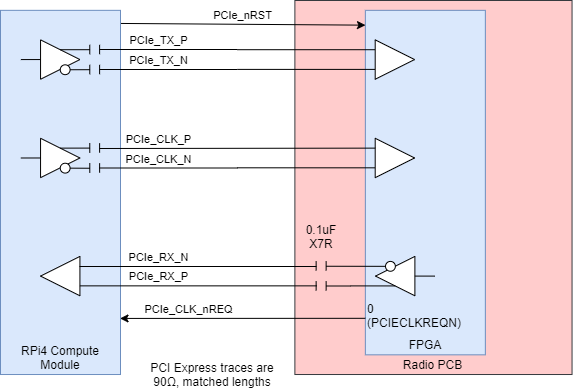 PCIe_nRST
PCIe_TX_P
PCIe_TX_N
PCIe_CLK_P
PCIe_CLK_N
0.1uF
X7R
PCIe_RX_N
PCIe_RX_P
PCIe_CLK_nREQ
0
(PCIECLKREQN)
FPGA
RPi4 Compute
Module
Radio PCB
PCI Express traces are
90Ω, matched lengths